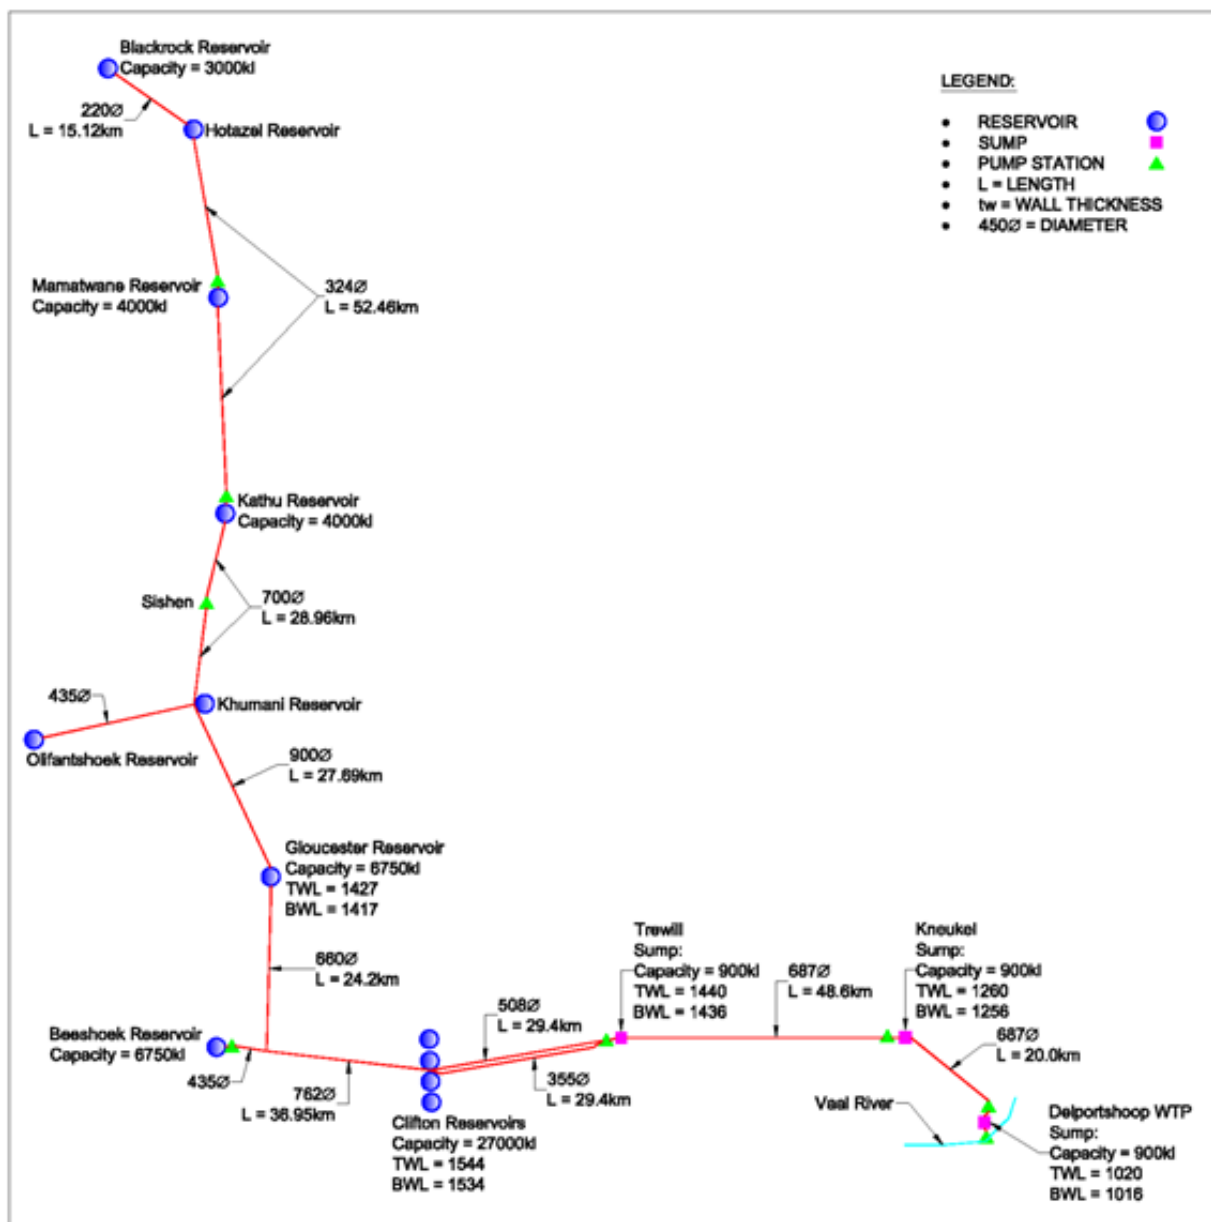 Blackrock Reservoir
Capacity = 3000kl
220Ø
L = 15.12km
Hotazel Reservoir
LEGEND:
• RESERVOIR
• SUMP
• PUMP STATION
• L = LENGTH
• tw = WALL THICKNESS
• 450Ø = DIAMETER
Mamatwane Reservoir
Capacity = 4000kl
324Ø
L = 52.46km
Kathu Reservoir
Capacity = 4000kl
Sishen
700Ø
L = 28.96km
435Ø
Khumani Reservoir
Olifantshoek Reservoir
900Ø
L = 27.69km
Gloucester Reservoir
Capacity = 6750kl
TWL = 1427
BWL = 1417
660Ø
L = 24.2km
Beeshoek Reservoir
Capacity = 6750kl
435Ø
762Ø
L = 36.95km
Clifton Reservoirs
Capacity = 27000kl
TWL = 1544
BWL = 1534
508Ø
L = 29.4km
355Ø
L = 29.4km
Trewill
Sump:
Capacity = 900kl
TWL = 1440
BWL = 1436
687Ø
L = 48.6km
Kneukel
Sump:
Capacity = 900kl
TWL = 1260
BWL = 1256
687Ø
L = 20.0km
Vaal River
Delportshoop WTP
Sump:
Capacity = 900kl
TWL = 1020
BWL = 1016